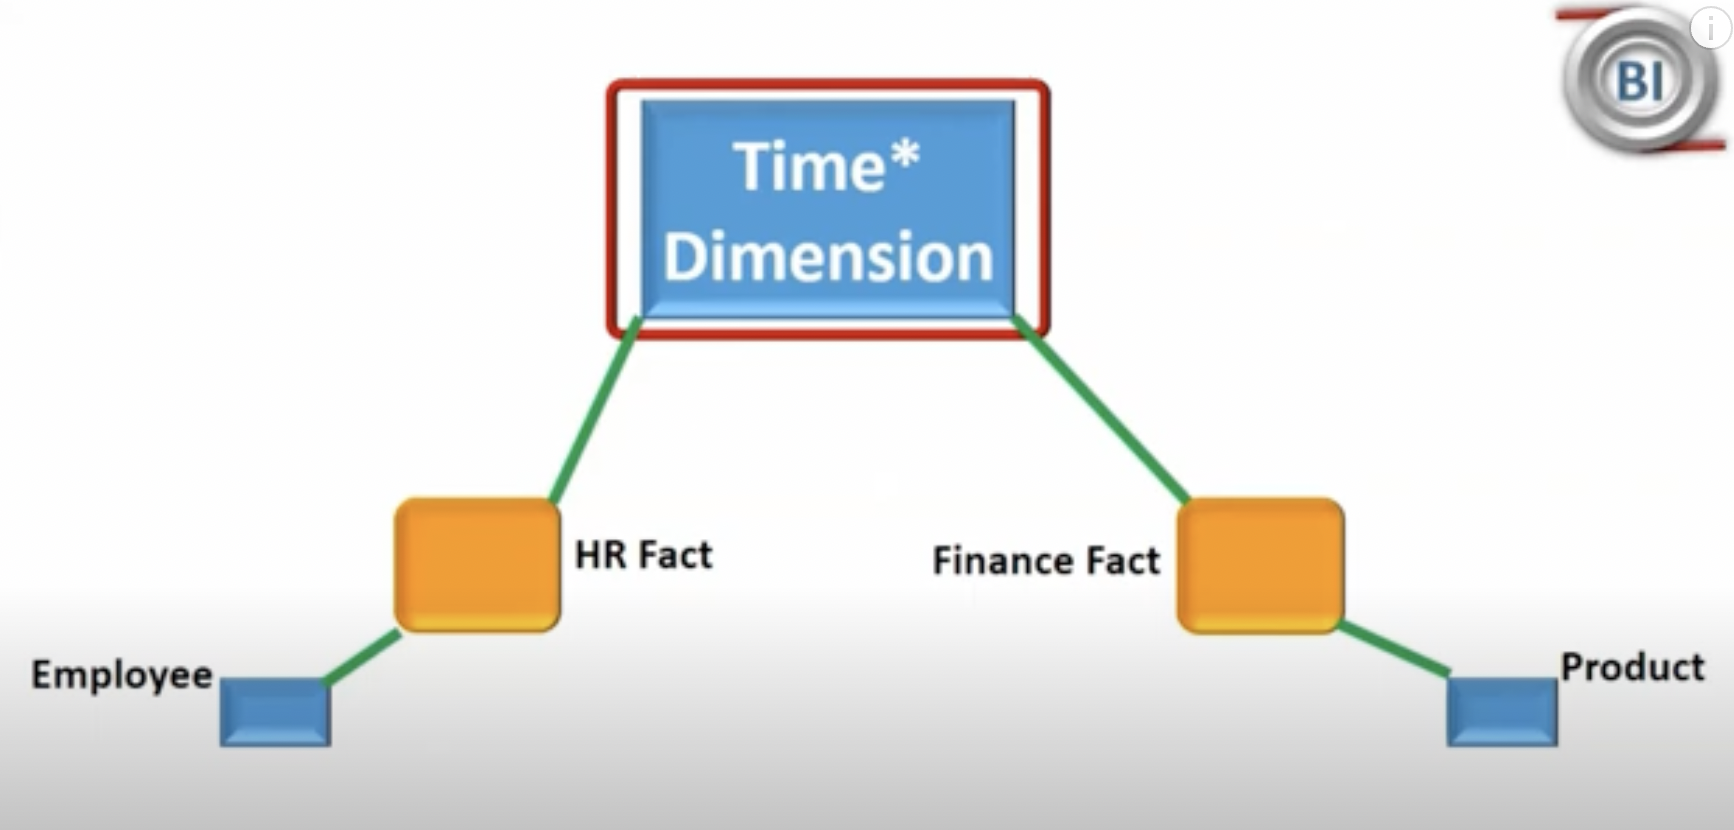 BI
i
Time*
Dimension
HR Fact
Finance Fact
Employee
Product